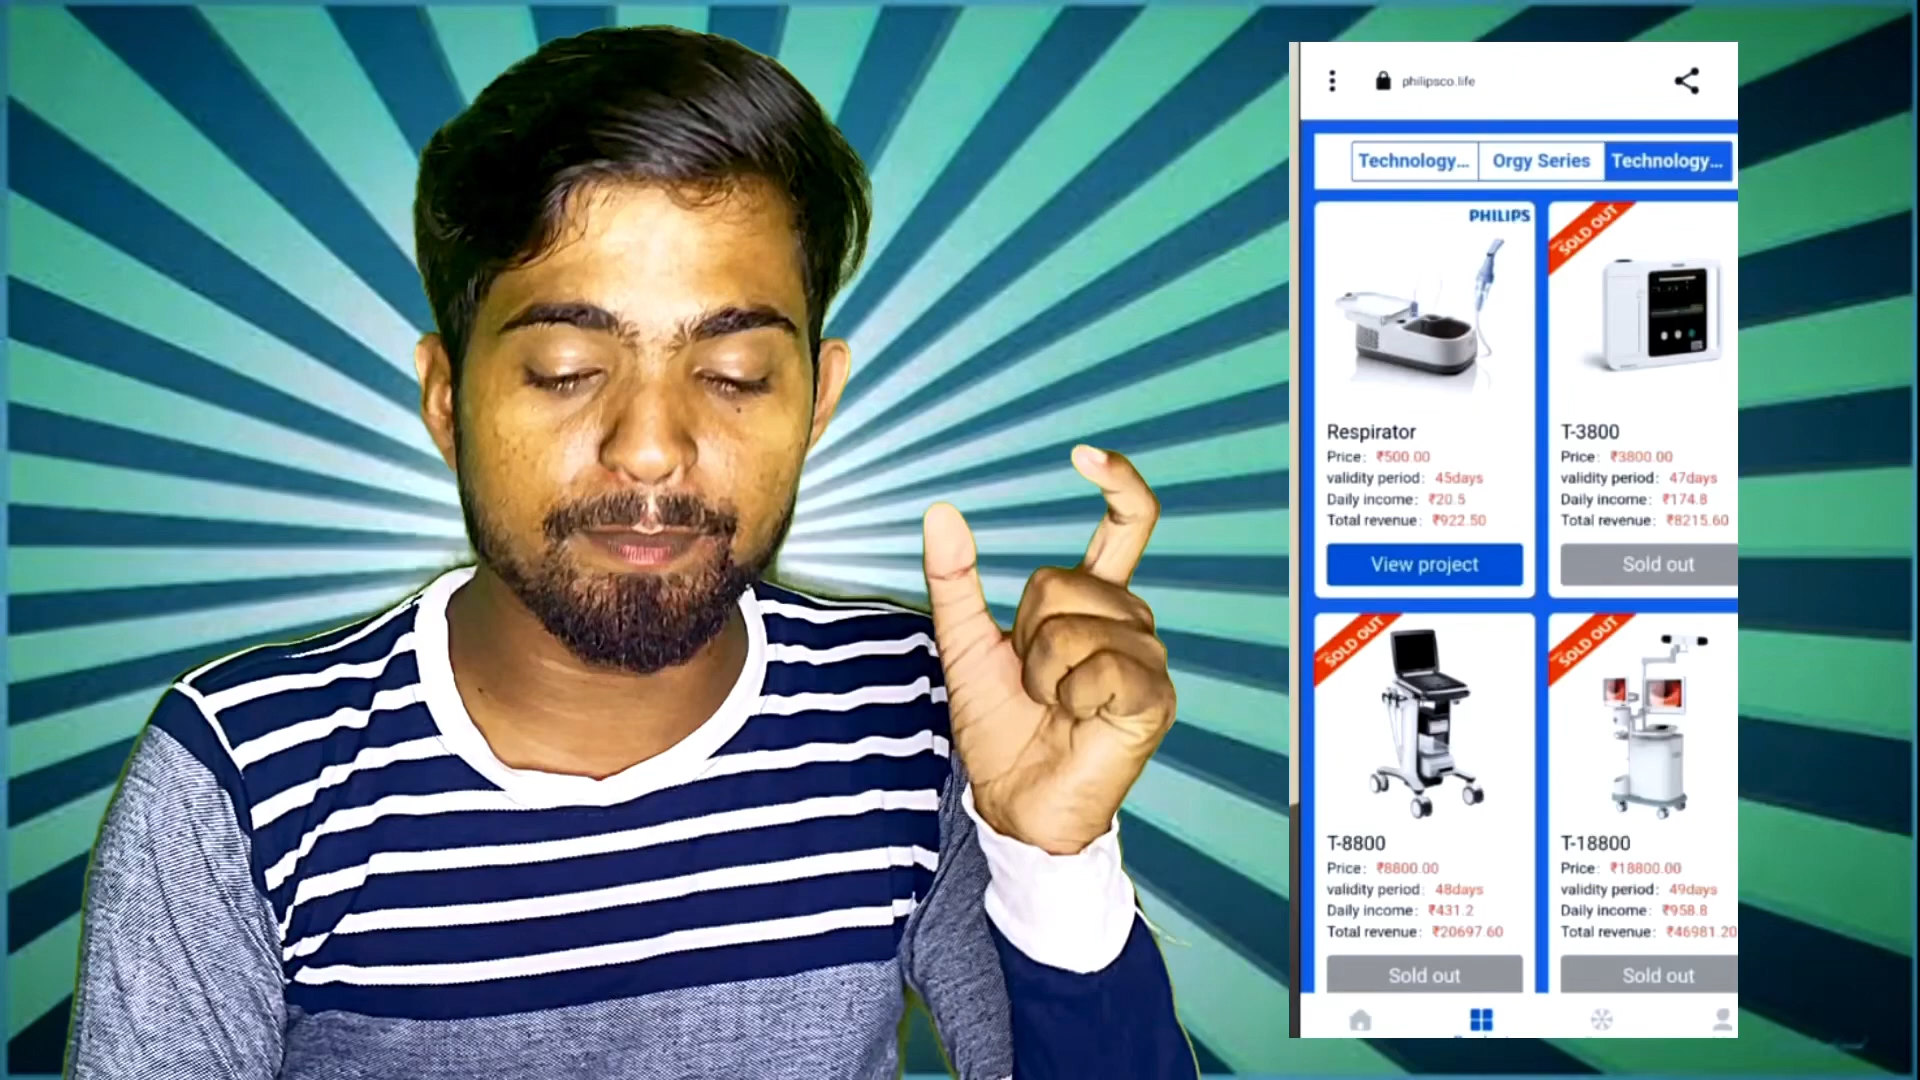 philipsco.life
Technology...
Orgy Series
Technology...
PHILIPS
Respirator
Price: ₹500.00
validity period: 45days
Daily income: ₹20.5
Total revenue: ₹922.50
View project
SOLD OUT
T-3800
Price: ₹3800.00
validity period: 47days
Daily income: ₹174.8
Total revenue: ₹8215.60
Sold out
SOLD OUT
T-8800
Price: ₹8800.00
validity period: 48days
Daily income: ₹431.2
Total revenue: ₹20697.60
Sold out
SOLD OUT
T-18800
Price: ₹18800.00
validity period: 49days
Daily income: ₹958.8
Total revenue: ₹46981.20
Sold out